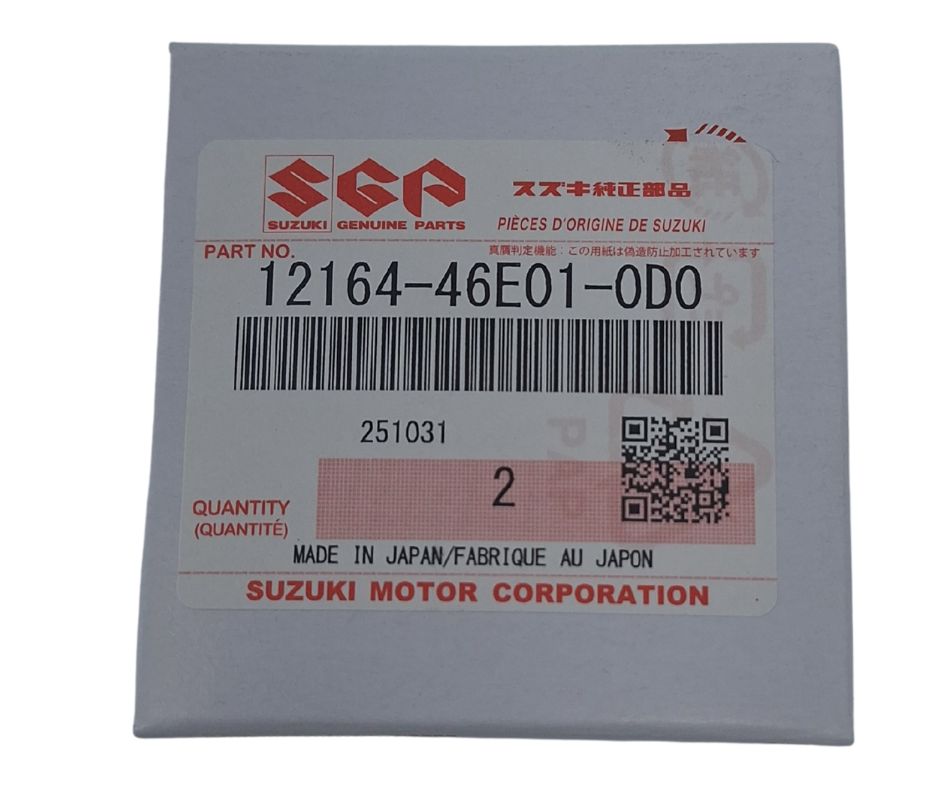 SGP
SUZUKI GENUINE PARTS
スズキ純正部品
PIÈCES D'ORIGINE DE SUZUKI
PART NO.
真贋判定機能：この用紙は偽造防止加工されています
12164-46E01-0D0
251031
2
QUANTITY
(QUANTITÉ)
MADE IN JAPAN/FABRIQUE AU JAPON
SUZUKI MOTOR CORPORATION